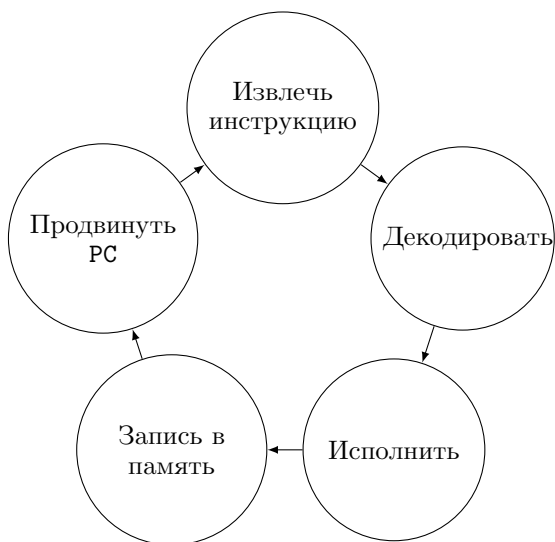 Извлечь
инструкцию
Декодировать
Исполнить
Запись в
память
Продвинуть
PC